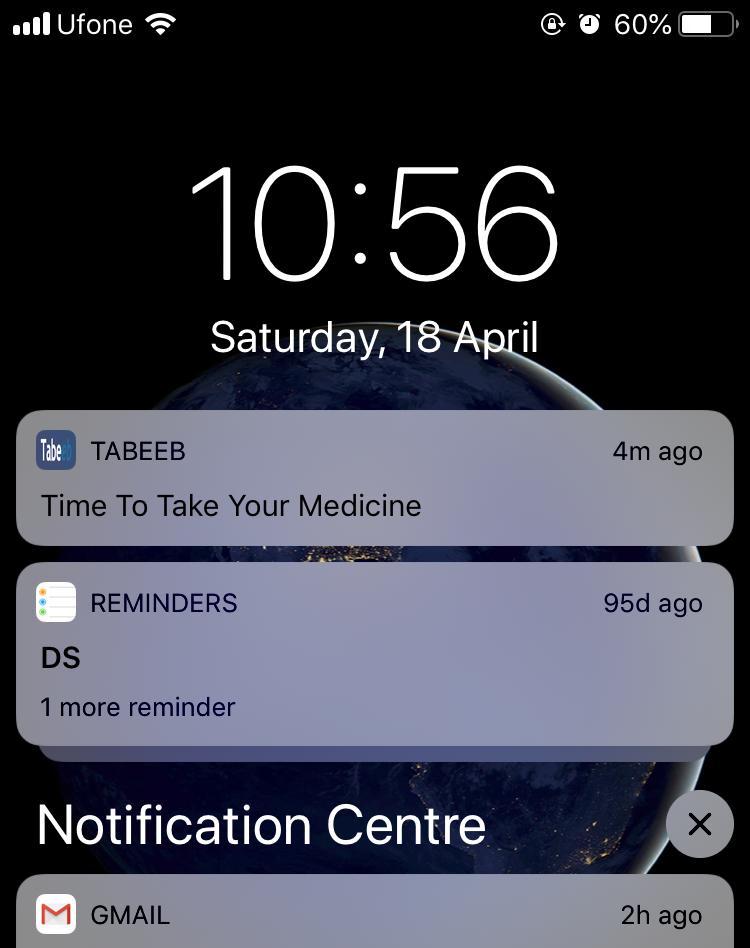 Ufone 60%
10:56
Saturday, 18 April
Tabeeb TABEEB 4m ago
Time To Take Your Medicine
REMINDERS 95d ago
DS
1 more reminder
Notification Centre
GMAIL 2h ago